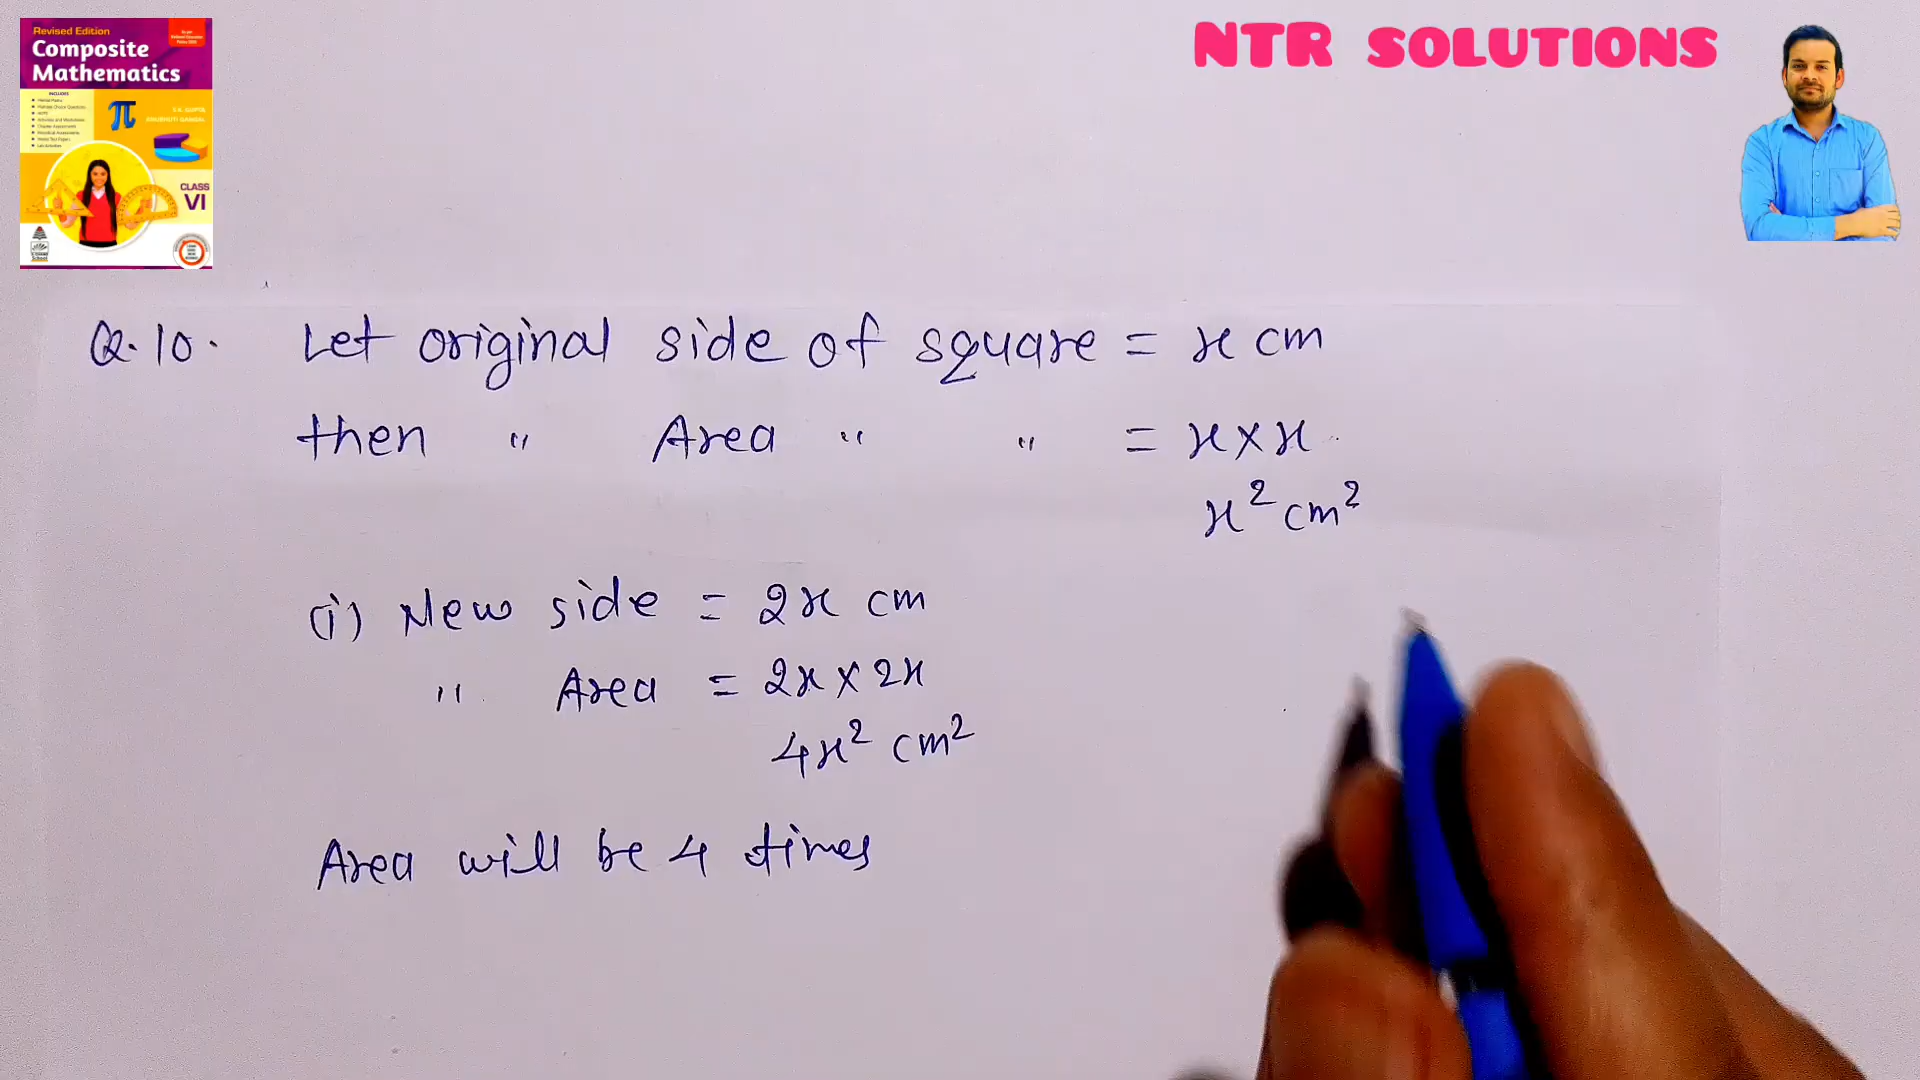 Revised Edition
Composite
Mathematics
CLASS
VI
NTR SOLUTIONS
Q.10. Let original side of square = x cm
then " Area " " = x × x
x² cm²
(i) New side = 2x cm
" Area = 2x × 2x
4x² cm²
Area will be 4 times